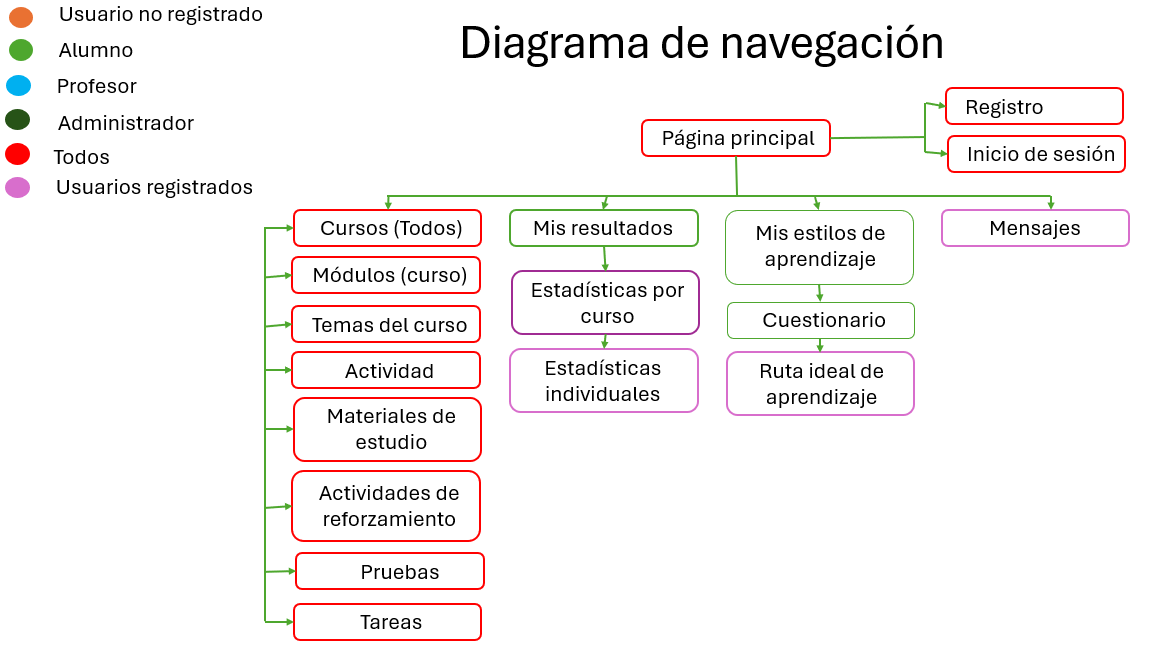 Usuario no registrado
Alumno
Profesor
Administrador
Todos
Usuarios registrados
Diagrama de navegación
Página principal
Registro
Inicio de sesión
Cursos (Todos)
Módulos (curso)
Temas del curso
Actividad
Materiales de
estudio
Actividades de
reforzamiento
Pruebas
Tareas
Mis resultados
Estadísticas por
curso
Estadísticas
individuales
Mis estilos de
aprendizaje
Cuestionario
Ruta ideal de
aprendizaje
Mensajes